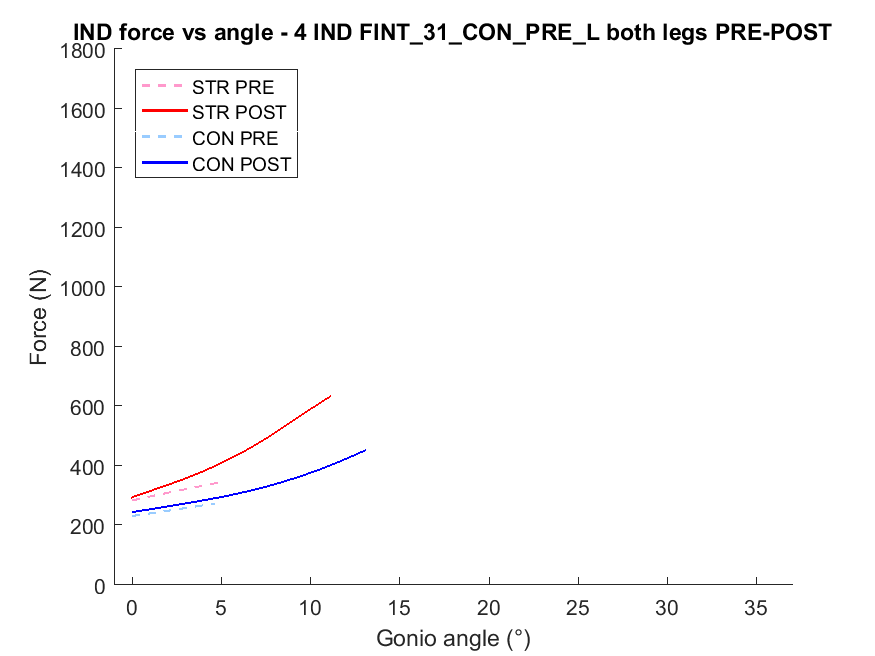 IND force vs angle - 4 IND FINT_31_CON_PRE_L both legs PRE-POST
1800
1600
1400
1200
1000
800
600
400
200
0
Force (N)
STR PRE
STR POST
CON PRE
CON POST
0 5 10 15 20 25 30 35
Gonio angle (°)